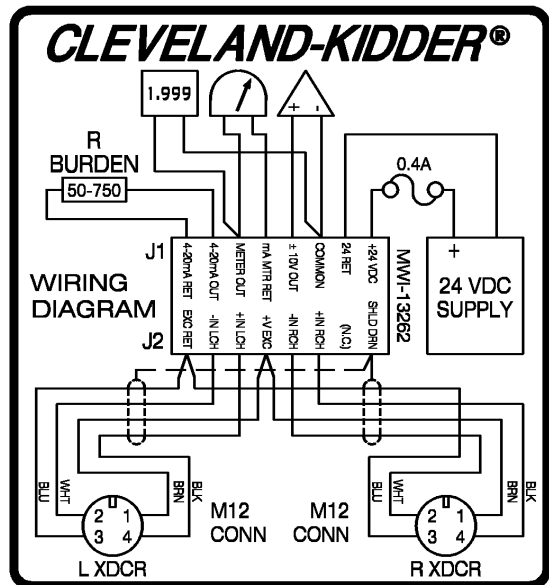 CLEVELAND-KIDDER®
1.999
+ -
R
BURDEN
50-750
0.4A
J1
4-20mA RET
4-20mA OUT
METER OUT
mA MTR RET
± 10V OUT
COMMON
24 RET
+24 VDC
MWI-13262
+
24 VDC
SUPPLY
WIRING
DIAGRAM
J2
EXC RET
-IN LCH
+IN LCH
+V EXC
-IN RCH
+IN RCH
(N.C.)
SHLD DRN
BLU
WHT
BRN
BLK
2 1
3 4
L XDCR
M12
CONN
M12
CONN
BLU
WHT
BRN
BLK
2 1
3 4
R XDCR